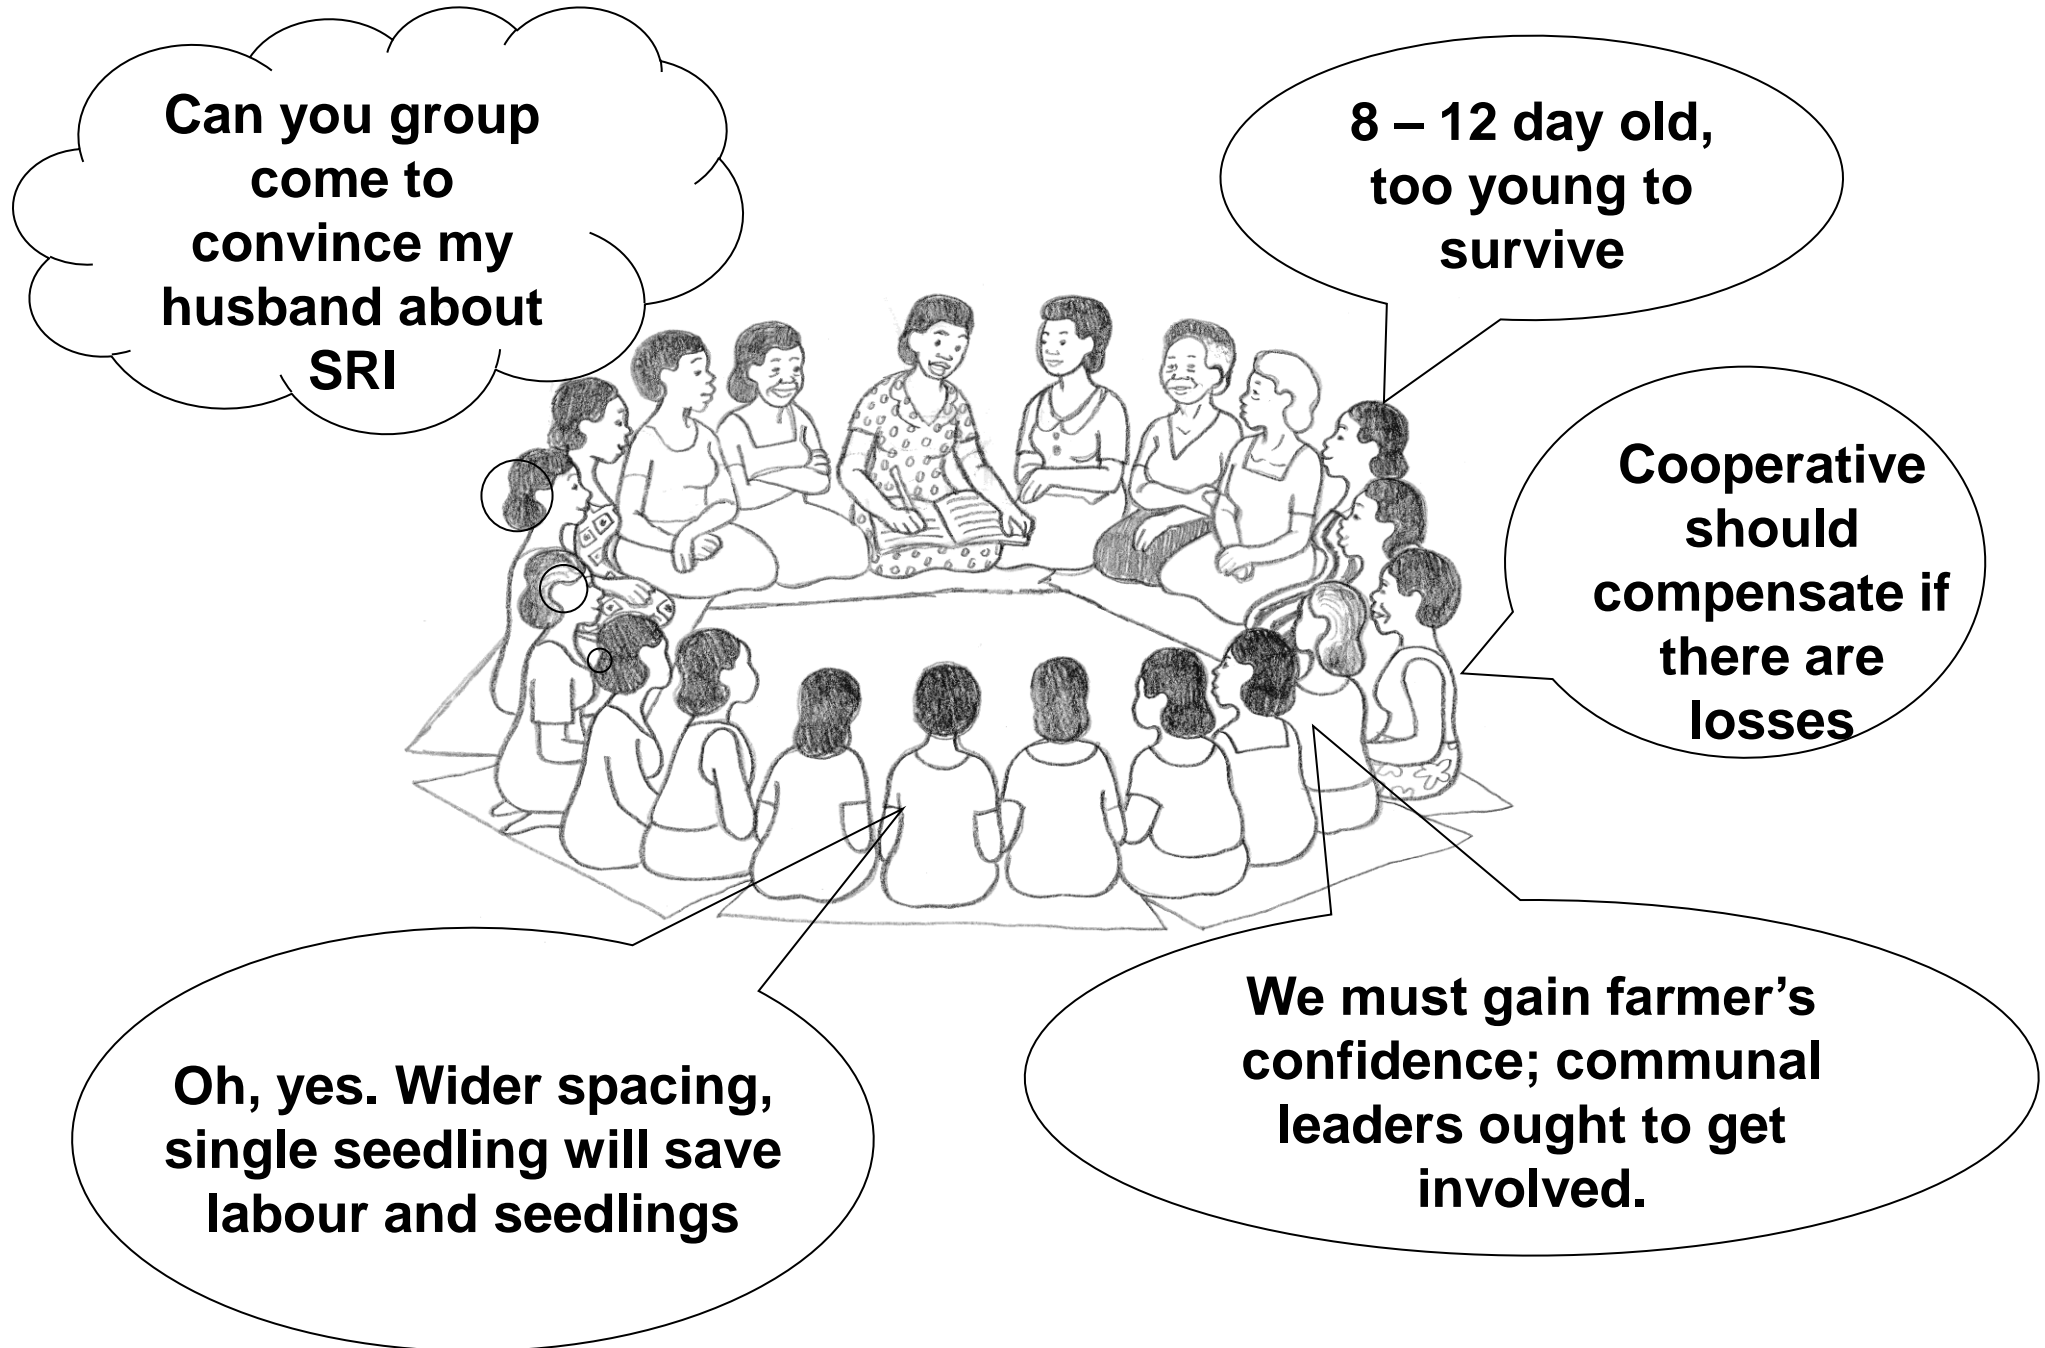 Can you group
come to
convince my
husband about
SRI
8 – 12 day old,
too young to
survive
Cooperative
should
compensate if
there are
losses
Oh, yes. Wider spacing,
single seedling will save
labour and seedlings
We must gain farmer’s
confidence; communal
leaders ought to get
involved.